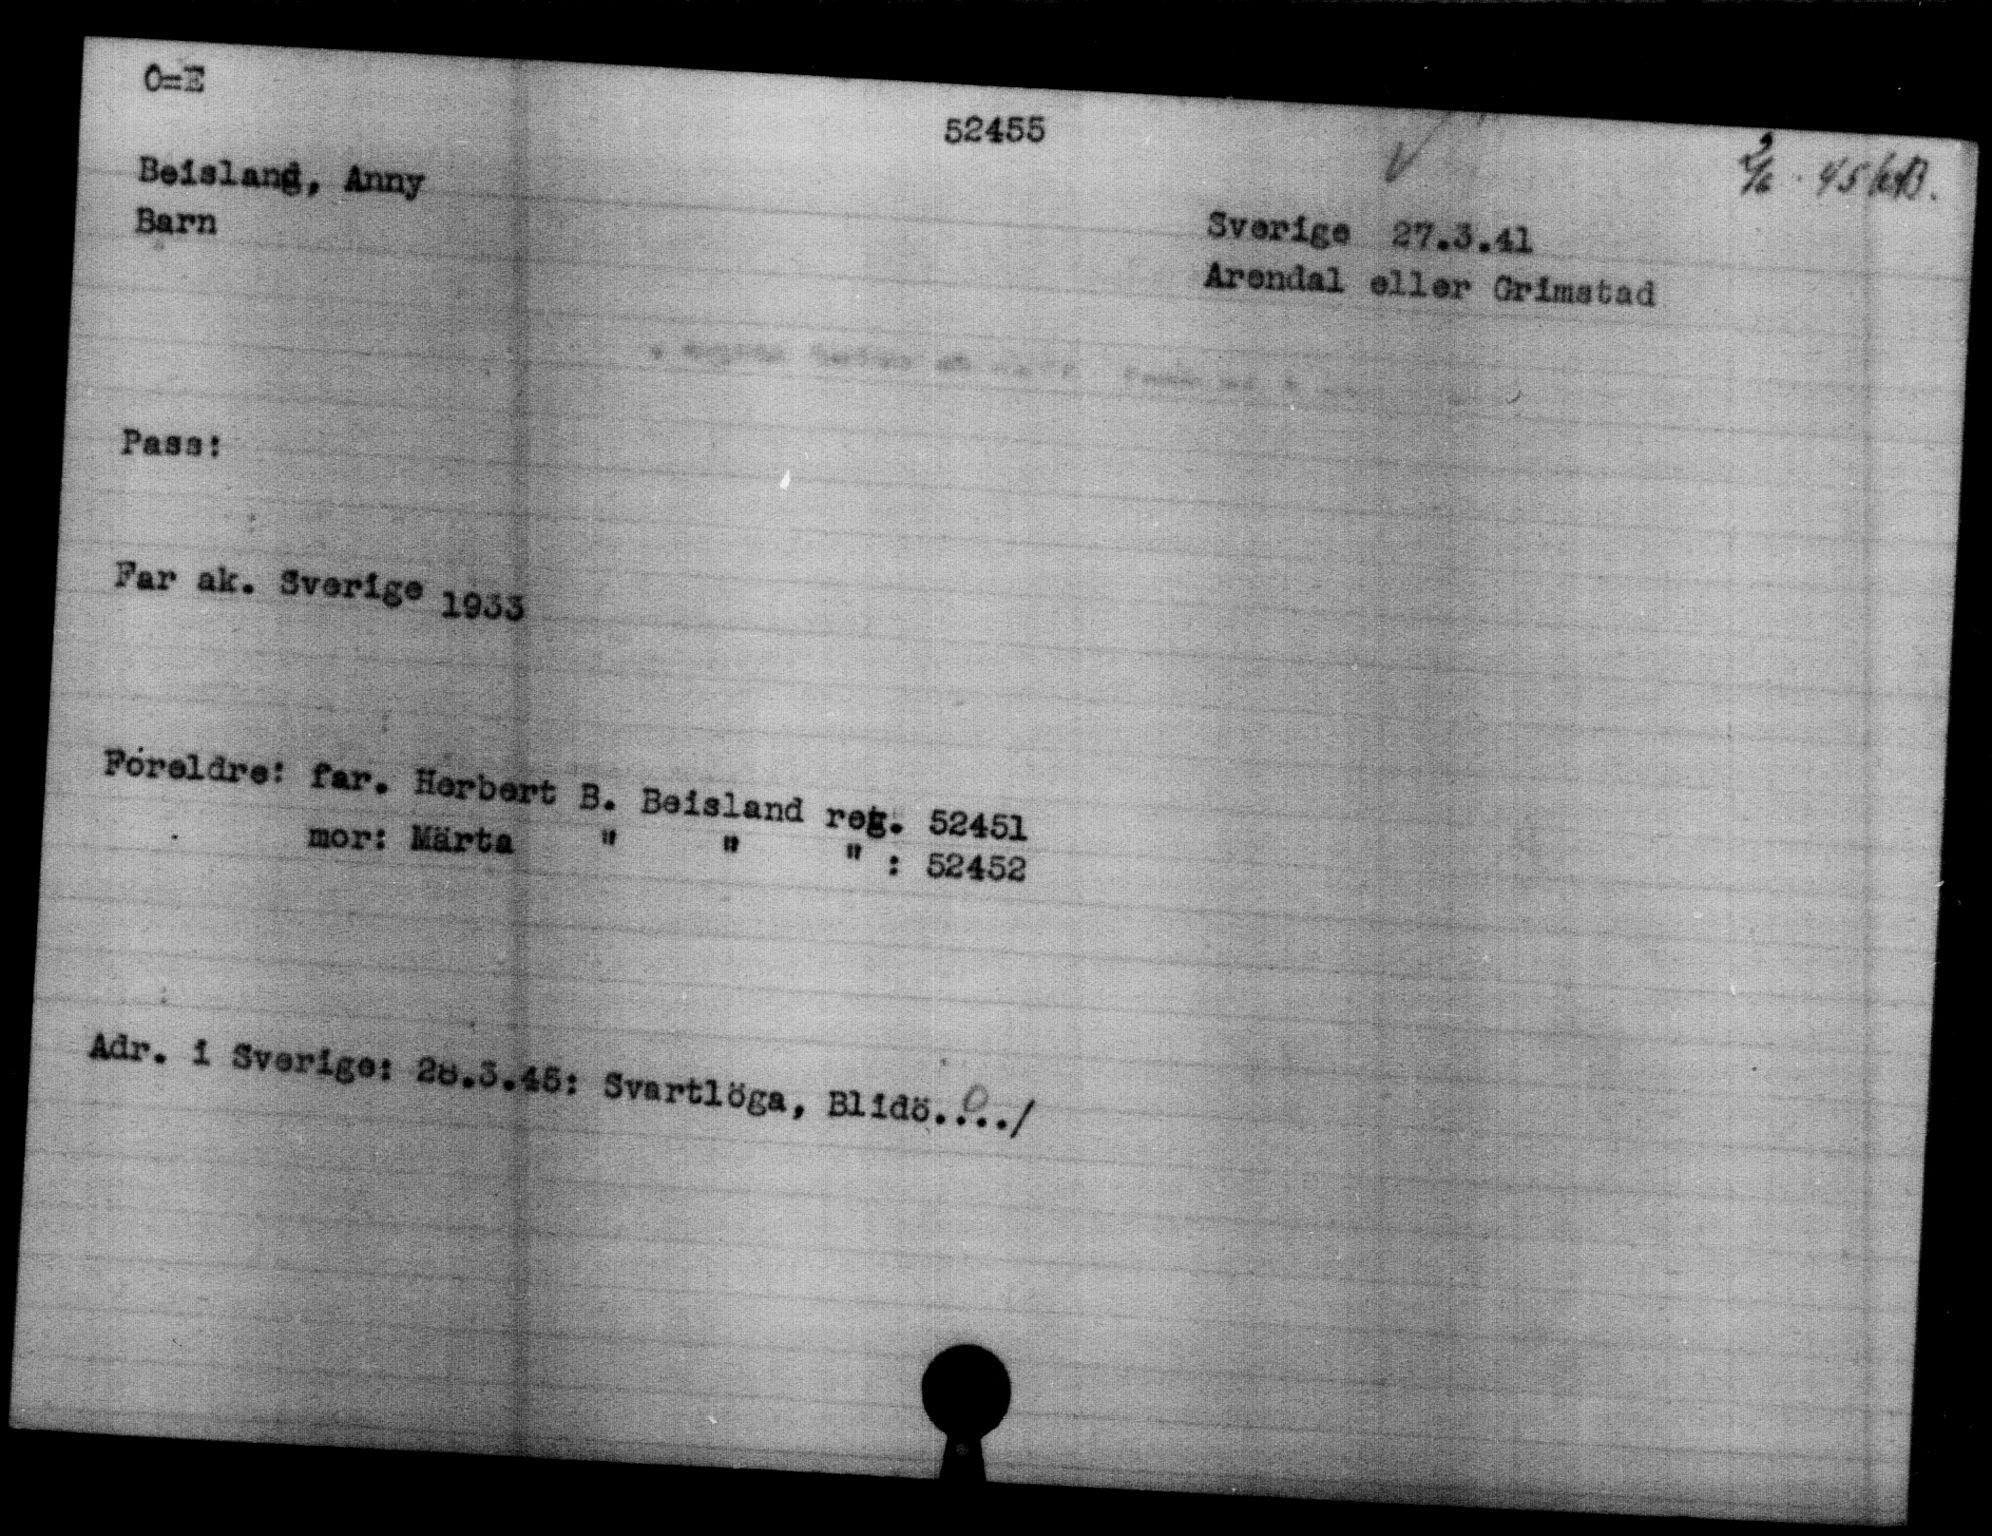 O=E
52455
Beisland, Anny
Barn
Sverige 27.3.41
Arendal eller Grimstad
Pass:
Far ak. Sverige 1933
Foreldre: far. Herbert B. Beisland reg. 52451
mor: Märta " " " : 52452
Adr. i Sverige: 28.3.45: Svartlöga, Blidö..../